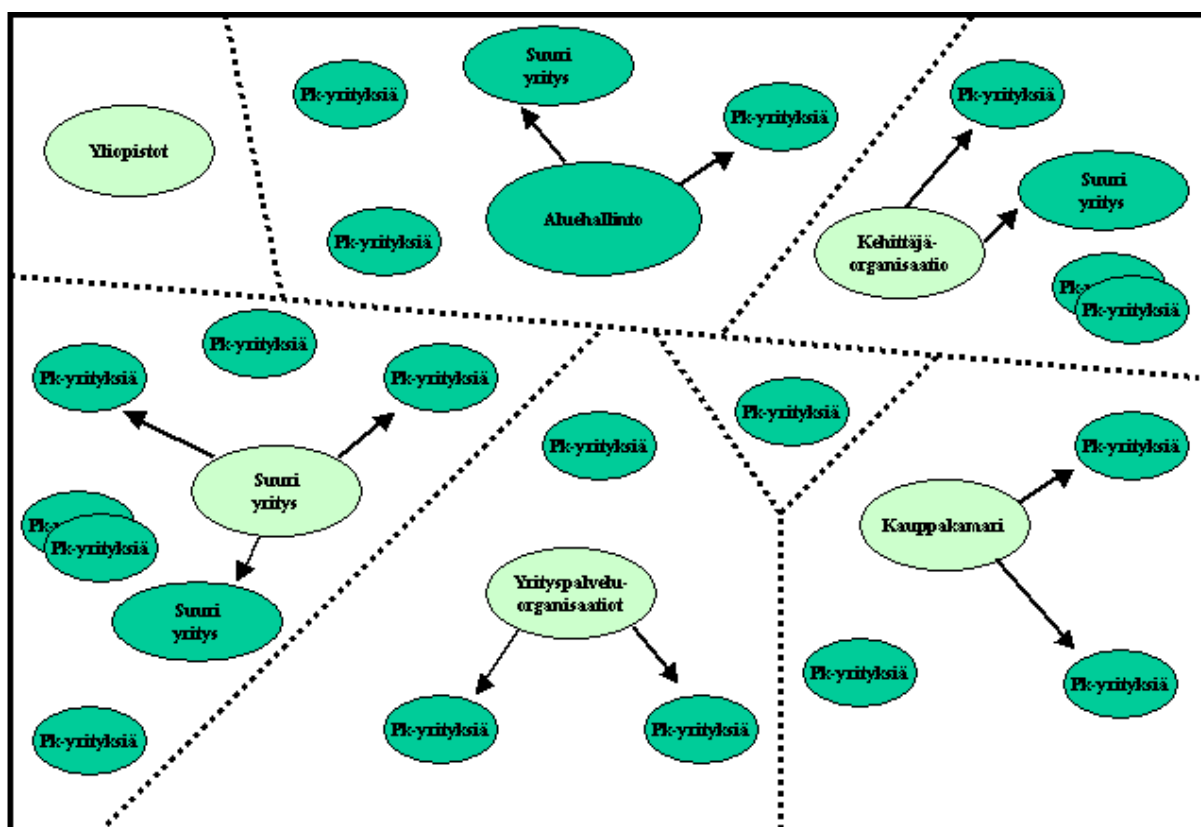 Yliopistot
Pk-yrityksiä
Suuri
yritys
Pk-yrityksiä
Aluehallinto
Pk-yrityksiä
Pk-yrityksiä
Suuri
yritys
Kehittäjä-
organisaatio
Pk-yrityksiä
Pk-yrityksiä
Pk-yrityksiä
Pk-yrityksiä
Suuri
yritys
Pk-yrityksiä
Suuri
yritys
Pk-yrityksiä
Pk-yrityksiä
Yrityspalvelu-
organisaatiot
Pk-yrityksiä
Pk-yrityksiä
Pk-yrityksiä
Pk-yrityksiä
Kauppakamari
Pk-yrityksiä
Pk-yrityksiä